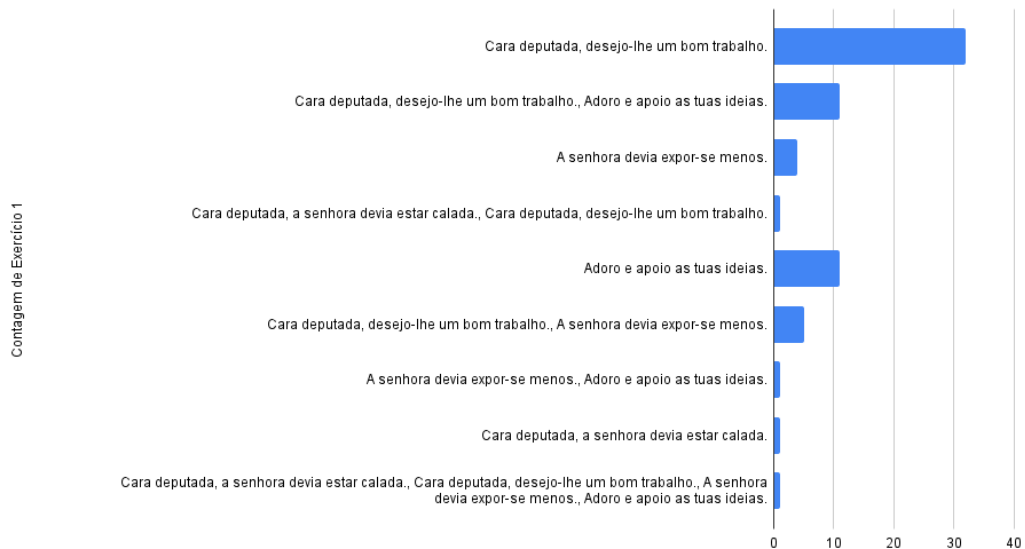 Contagem de Exercício 1
Cara deputada, desejo-lhe um bom trabalho.
Cara deputada, desejo-lhe um bom trabalho., Adoro e apoio as tuas ideias.
A senhora devia expor-se menos.
Cara deputada, a senhora devia estar calada., Cara deputada, desejo-lhe um bom trabalho.
Adoro e apoio as tuas ideias.
Cara deputada, desejo-lhe um bom trabalho., A senhora devia expor-se menos.
A senhora devia expor-se menos., Adoro e apoio as tuas ideias.
Cara deputada, a senhora devia estar calada.
Cara deputada, a senhora devia estar calada., Cara deputada, desejo-lhe um bom trabalho., A senhora
devia expor-se menos., Adoro e apoio as tuas ideias.
0 10 20 30 40